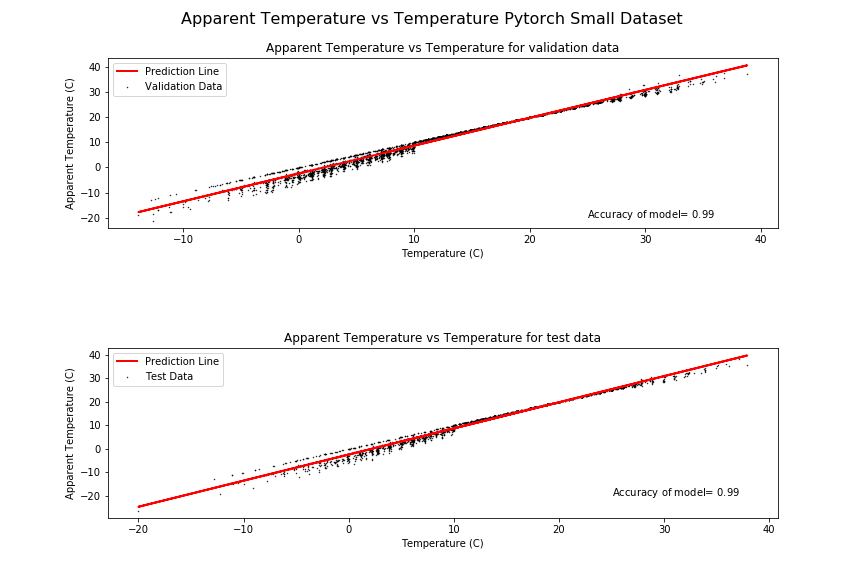 Apparent Temperature vs Temperature Pytorch Small Dataset
Apparent Temperature vs Temperature for validation data
Prediction Line
Validation Data
Apparent Temperature (C)
40
30
20
10
0
−10
−20
Accuracy of model= 0.99
−10 0 10 20 30 40
Temperature (C)
Apparent Temperature vs Temperature for test data
Prediction Line
Test Data
Apparent Temperature (C)
40
30
20
10
0
−10
−20
Accuracy of model= 0.99
−20 −10 0 10 20 30 40
Temperature (C)